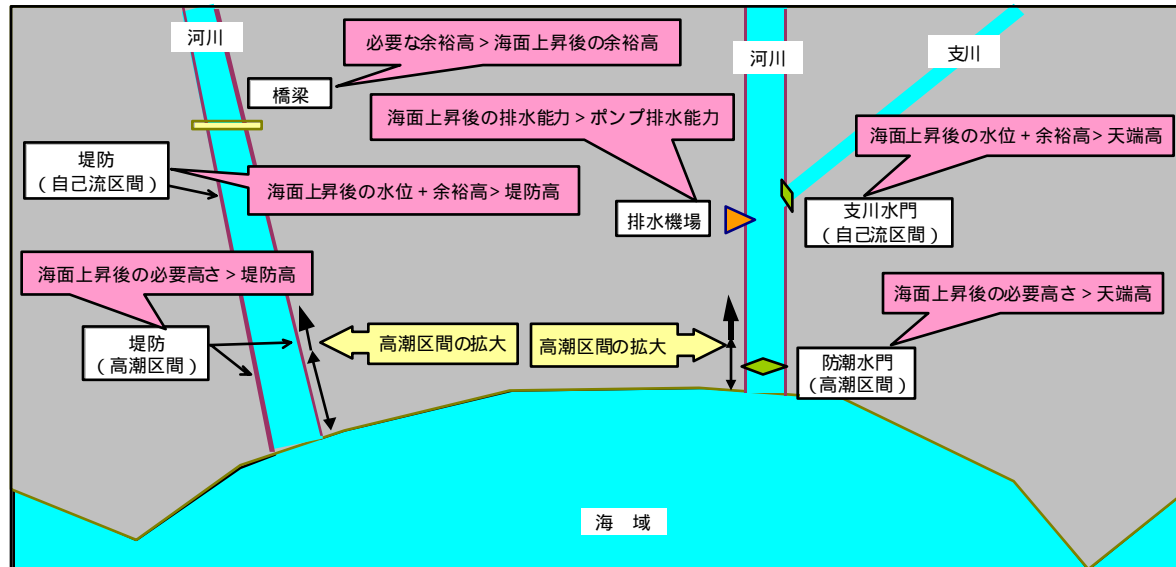 河川
必要な余裕高 > 海面上昇後の余裕高
河川
支川
橋梁
海面上昇後の排水能力 > ポンプ排水能力
海面上昇後の水位 + 余裕高 > 天端高
堤防
( 自己流区間 )
海面上昇後の水位 + 余裕高 > 堤防高
排水機場
支川水門
( 自己流区間 )
海面上昇後の必要高さ > 堤防高
海面上昇後の必要高さ > 天端高
堤防
( 高潮区間 )
高潮区間の拡大
高潮区間の拡大
防潮水門
( 高潮区間 )
海 域